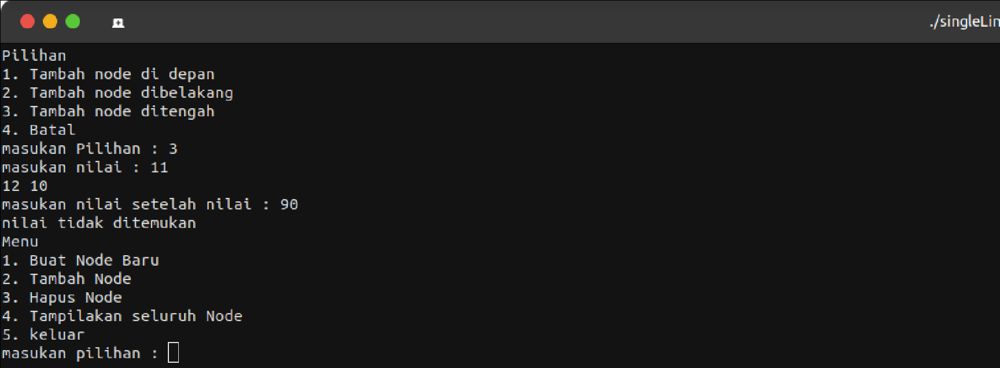 ./singleLin
Pilihan
1. Tambah node di depan
2. Tambah node dibelakang
3. Tambah node ditengah
4. Batal
masukan Pilihan : 3
masukan nilai : 11
12 10
masukan nilai setelah nilai : 90
nilai tidak ditemukan
Menu
1. Buat Node Baru
2. Tambah Node
3. Hapus Node
4. Tampilakan seluruh Node
5. keluar
masukan pilihan :